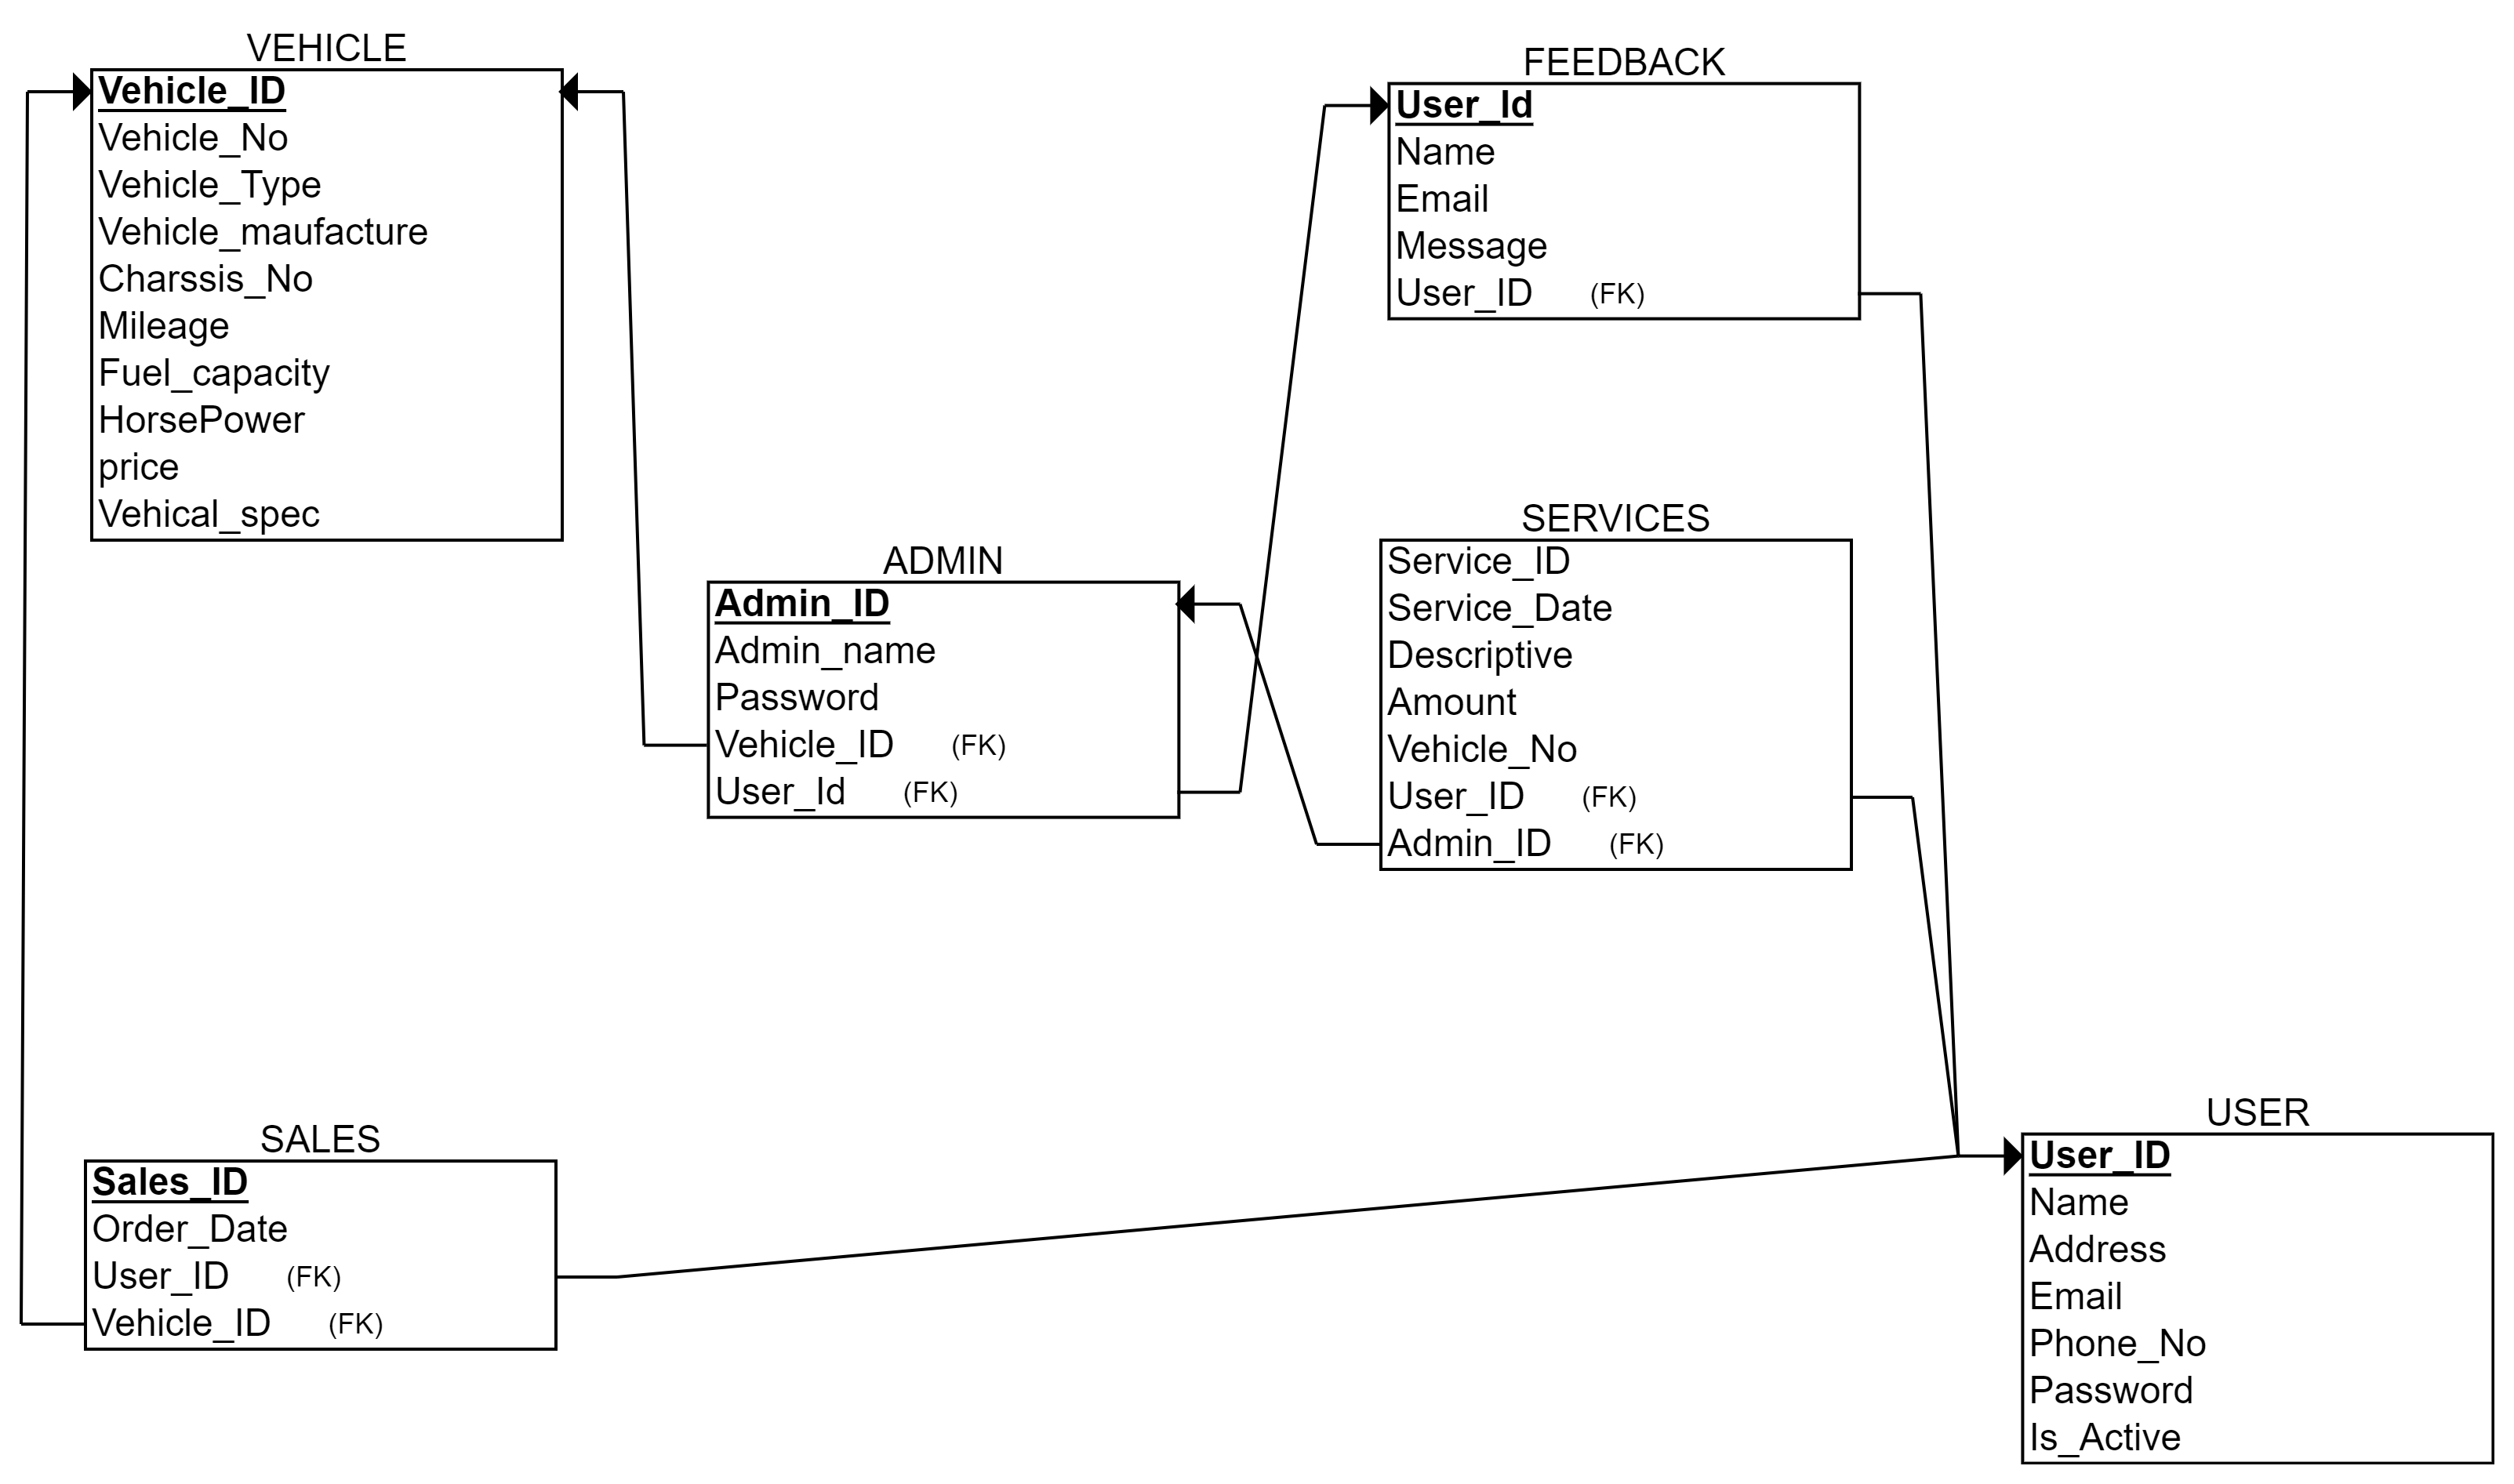 VEHICLE
Vehicle_ID
Vehicle_No
Vehicle_Type
Vehicle_maufacture
Charssis_No
Mileage
Fuel_capacity
HorsePower
price
Vehical_spec
FEEDBACK
User_Id
Name
Email
Message
User_ID (FK)
ADMIN
Admin_ID
Admin_name
Password
Vehicle_ID (FK)
User_Id (FK)
SERVICES
Service_ID
Service_Date
Descriptive
Amount
Vehicle_No
User_ID (FK)
Admin_ID (FK)
SALES
Sales_ID
Order_Date
User_ID (FK)
Vehicle_ID (FK)
USER
User_ID
Name
Address
Email
Phone_No
Password
Is_Active